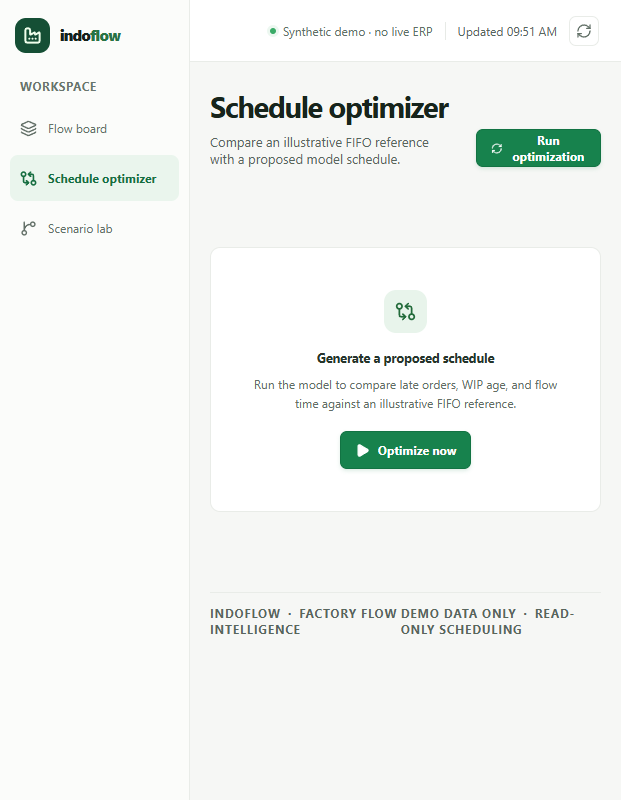 indoflow
Synthetic demo · no live ERP
Updated 09:51 AM
WORKSPACE
Flow board
Schedule optimizer
Scenario lab
Schedule optimizer
Compare an illustrative FIFO reference
with a proposed model schedule.
Run
optimization
Generate a proposed schedule
Run the model to compare late orders, WIP age, and flow
time against an illustrative FIFO reference.
Optimize now
INDOFLOW · FACTORY FLOW
INTELLIGENCE
DEMO DATA ONLY · READ-
ONLY SCHEDULING